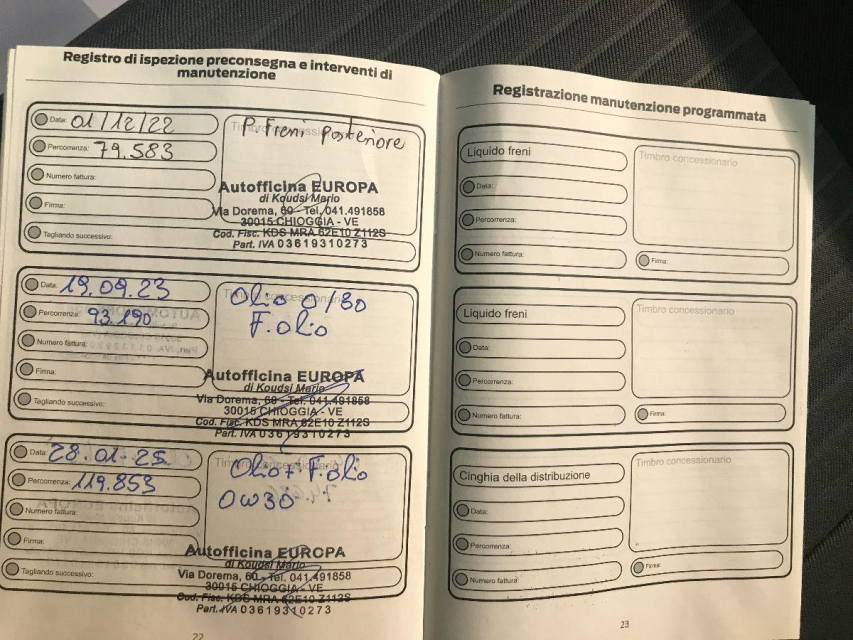 Registro di ispezione preconsegna e interventi di
manutenzione
Data: 01/12/22
Percorrenza: 79.583
Numero fattura:
Firma:
Tagliando successivo:
P. Freni Posteriore
Autofficina EUROPA
di Koudsi Mario
Via Dorema, 60 - Tel. 041.491858
30015 CHIOGGIA - VE
Cod. Fisc. KDS MRA 62E10 Z112S
Part. IVA 03619310273
Data: 19.09.23
Percorrenza: 93.190
Numero fattura:
Firma:
Tagliando successivo:
Olio 0/30
F. olio
Autofficina EUROPA
di Koudsi Mario
Via Dorema, 60 - Tel. 041.491858
30015 CHIOGGIA - VE
Cod. Fisc. KDS MRA 62E10 Z112S
Part. IVA 03619310273
Data: 28.01-25
Percorrenza: 119.853
Numero fattura:
Firma:
Tagliando successivo:
Olio + F. olio
0W30
Autofficina EUROPA
di Koudsi Mario
Via Dorema, 60 - Tel. 041.491858
30015 CHIOGGIA - VE
Cod. Fisc. KDS MRA 62E10 Z112S
Part. IVA 03619310273
22
Registrazione manutenzione programmata
Liquido freni
Data:
Percorrenza:
Numero fattura:
Timbro concessionario
Firma:
Liquido freni
Data:
Percorrenza:
Numero fattura:
Timbro concessionario
Firma:
Cinghia della distribuzione
Data:
Percorrenza:
Numero fattura:
Timbro concessionario
Firma:
23